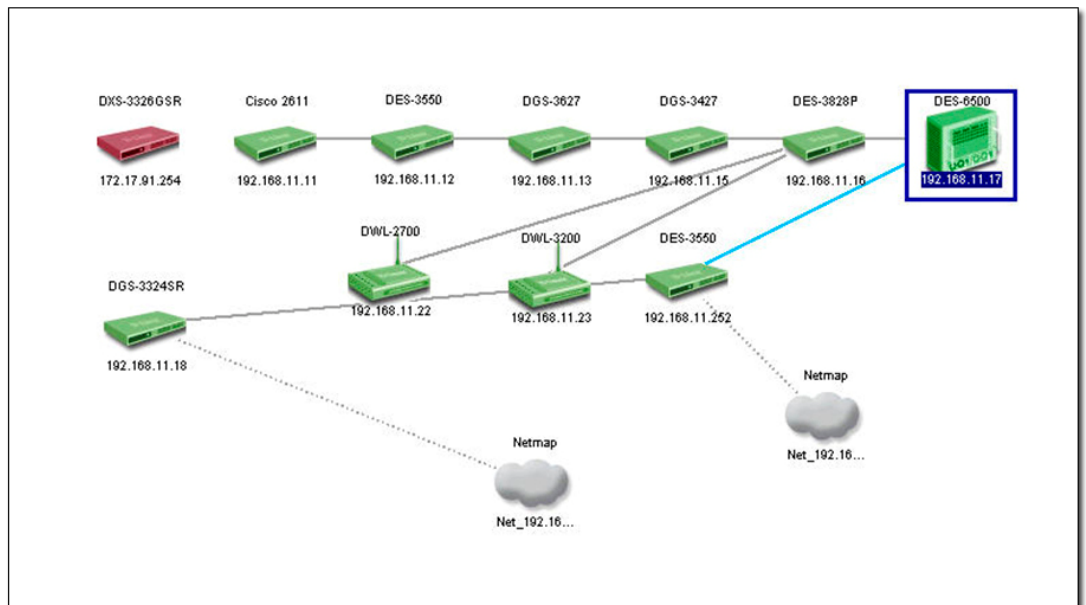 DXS-3326GSR
Cisco 2611
DES-3550
DGS-3627
DGS-3427
DES-3828P
DES-6500
172.17.91.254
192.168.11.11
192.168.11.12
192.168.11.13
192.168.11.15
192.168.11.16
192.168.11.17
DWL-2700
DWL-3200
DES-3550
DGS-3324SR
192.168.11.22
192.168.11.23
192.168.11.252
192.168.11.18
Netmap
Net_192.16...
Netmap
Net_192.16...